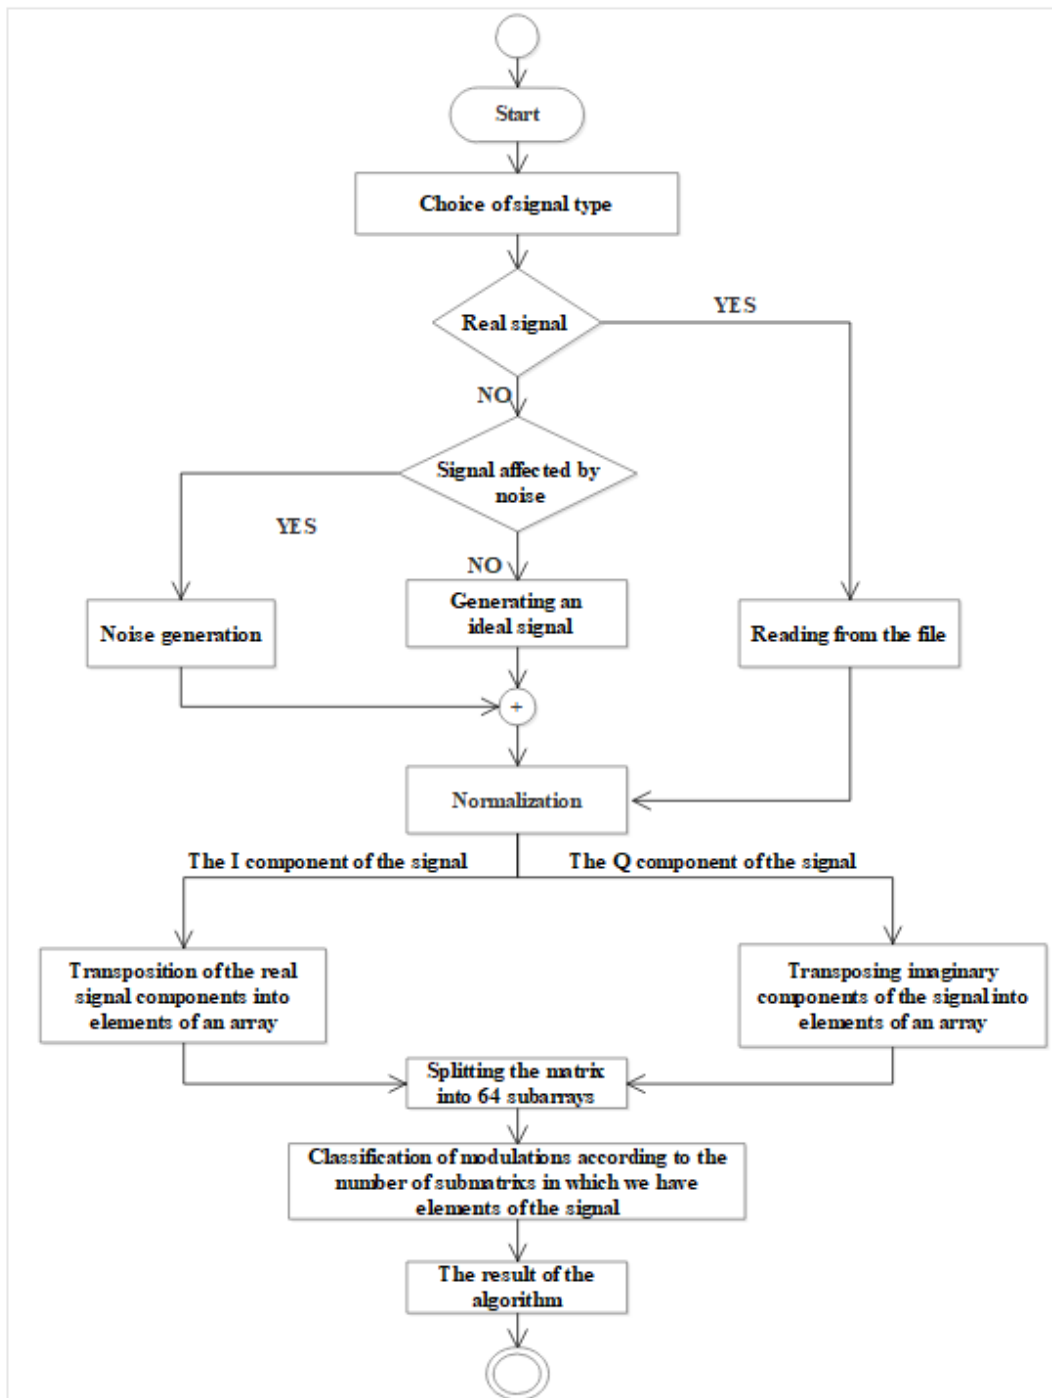 Start
Choice of signal type
Real signal
YES
NO
Signal affected by
noise
YES
NO
Noise generation
Generating an
ideal signal
Reading from the file
+
Normalization
The I component of the signal
The Q component of the signal
Transposition of the real
signal components into
elements of an array
Transposing imaginary
components of the signal into
elements of an array
Splitting the matrix
into 64 subarrays
Classification of modulations according to the
number of submatrixs in which we have
elements of the signal
The result of the
algorithm